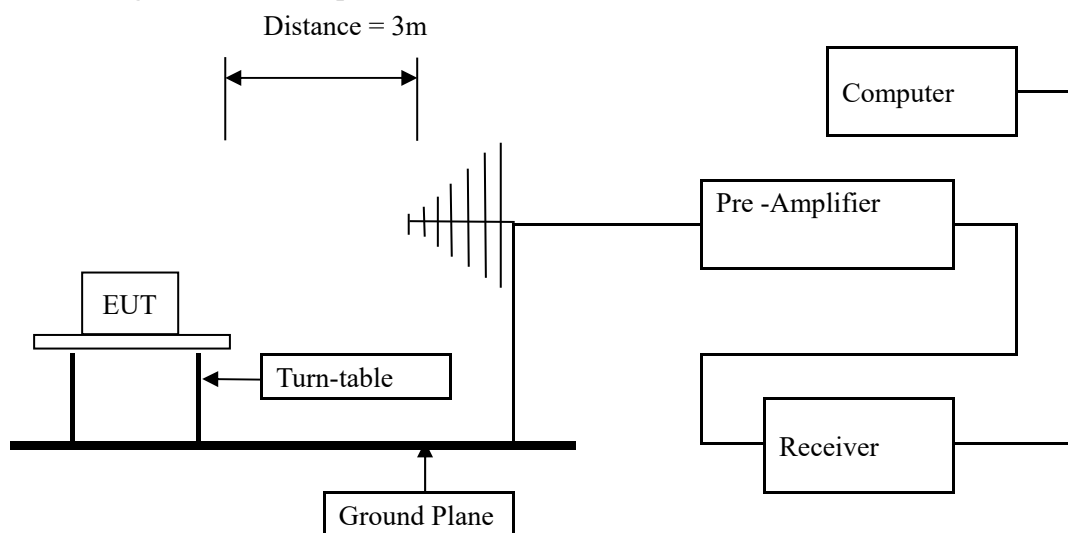 Distance = 3m
Computer
Pre -Amplifier
EUT
Turn-table
Receiver
Ground Plane